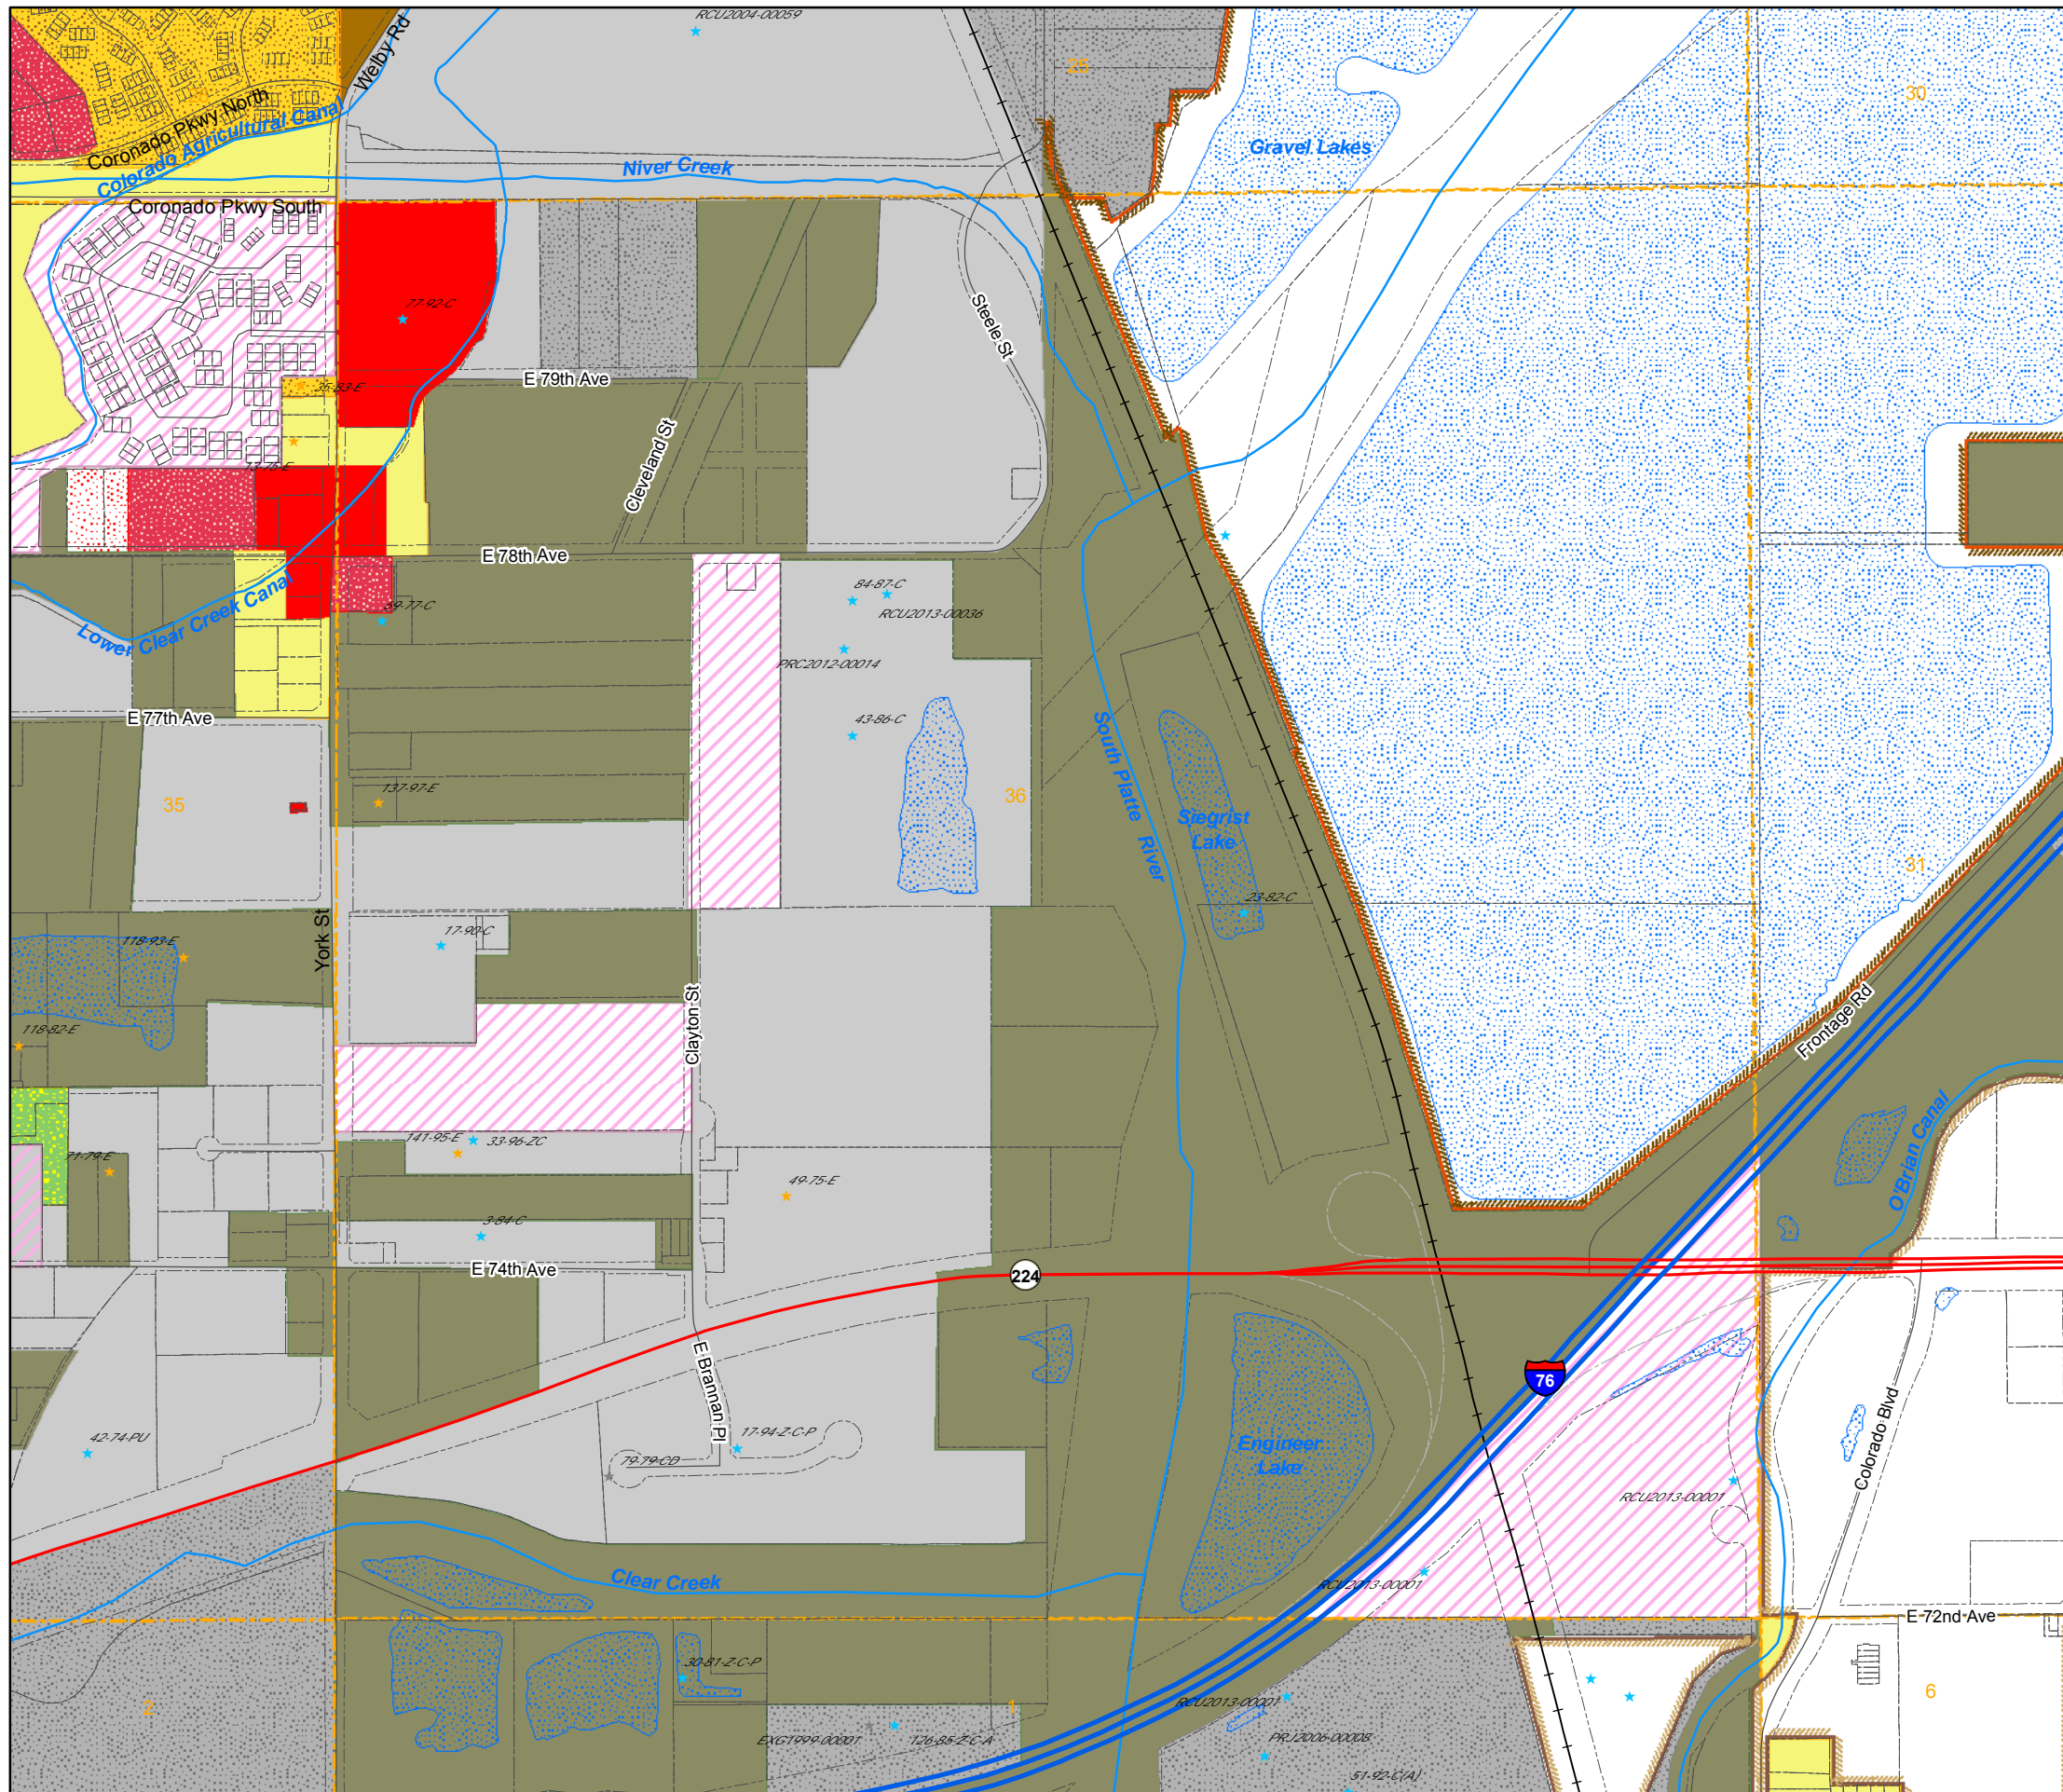 RCU2004-00059
Welby Rd
25
30
Coronado Pkwy North
Colorado Agricultural Canal
Gravel Lakes
Niver Creek
Coronado Pkwy South
77-92-C
Steele St
E 79th Ave
35-83-E
Cleveland St
13-75-E
E 78th Ave
84-87-C
RCU2013-00036
89-77-C
Lower Clear Creek Canal
PRC2012-00014
E 77th Ave
43-86-C
South Platte River
137-97-E
35
36
Siegrist
Lake
31
23-82-C
17-90-C
York St
118-93-E
Clayton St
Frontage Rd
118-82-E
O'Brian Canal
141-95-E
33-96-ZC
71-79-E
49-75-E
3-84-C
E 74th Ave
224
E Brannan Pl
76
Colorado Blvd
42-74-PU
17-94-Z-C-P
79-79-CD
Engineer
Lake
RCU2013-00001
Clear Creek
RCU2013-00001
E 72nd Ave
30-81-Z-C-P
2
1
6
RCU2013-00001
EXG1999-00001
126-85-Z-C-A
PRJ2006-00008
51-92-C(A)